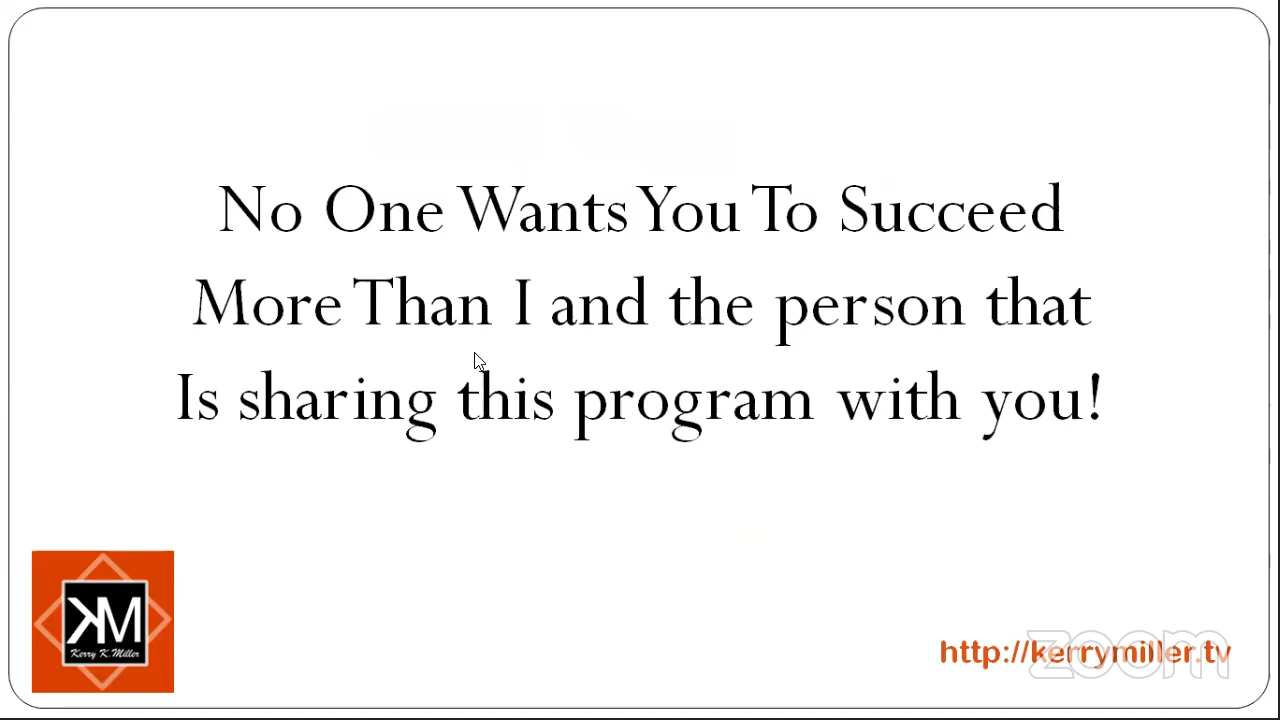 No One Wants You To Succeed
More Than I and the person that
Is sharing this program with you!
KM
Kerry K. Miller
http://kerrymiller.tv
zoom